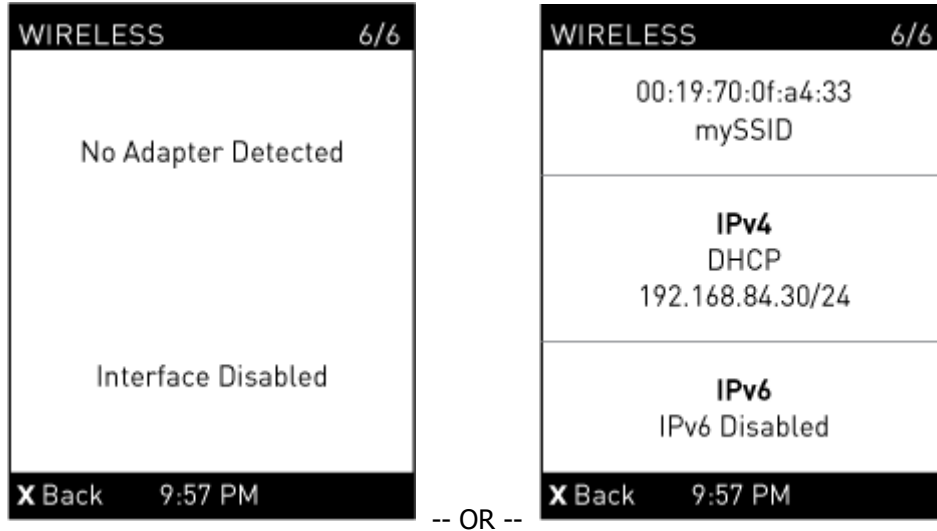 WIRELESS 6/6
No Adapter Detected
Interface Disabled
X Back 9:57 PM
-- OR --
WIRELESS 6/6
00:19:70:0f:a4:33
mySSID
IPv4
DHCP
192.168.84.30/24
IPv6
IPv6 Disabled
X Back 9:57 PM